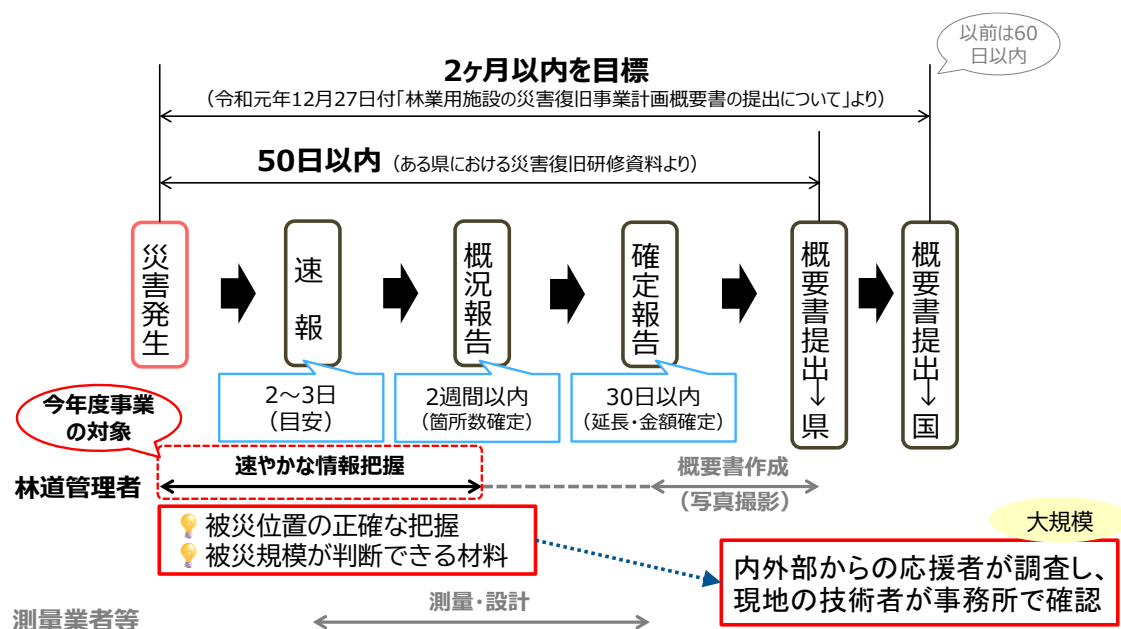 以前は60
日以内
2ヶ月以内を目標
（令和元年12月27日付「林業用施設の災害復旧事業計画概要書の提出について」より）
50日以内 （ある県における災害復旧研修資料より）
災害発生
速報
概況報告
確定報告
概要書提出→県
概要書提出→国
2～3日
（目安）
2週間以内
（箇所数確定）
30日以内
（延長・金額確定）
今年度事業
の対象
速やかな情報把握
林道管理者
概要書作成
（写真撮影）
被災位置の正確な把握
被災規模が判断できる材料
大規模
内外部からの応援者が調査し、
現地の技術者が事務所で確認
測量・設計
測量業者等